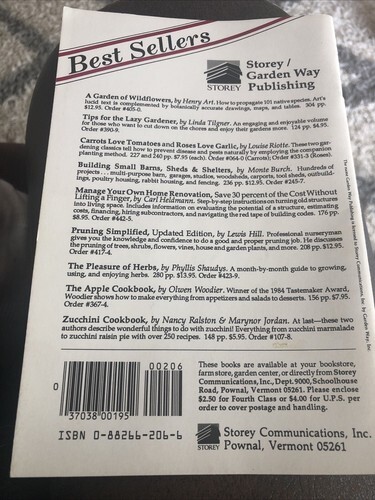 Best Sellers
STOREY
Storey /
Garden Way
Publishing
A Garden of Wildflowers, by Henry Art. How to propagate 101 native species. Art's
lucid text is complemented by botanically accurate drawings, maps, and tables. 304 pp.
$12.95. Order #405-0.
Tips for the Lazy Gardener, by Linda Tilgner. An engaging and enjoyable volume
for those who want to cut down on the chores and enjoy their gardens more. 124 pp. $4.95.
Order #390-9.
Carrots Love Tomatoes and Roses Love Garlic, by Louise Riotte. These two gar-
dening classics tell how to prevent disease and pests naturally by employing the companion
planting method. 227 and 240 pp. $7.95 (each). Order #064-0 (Carrots); Order #331-3 (Roses).
Building Small Barns, Sheds & Shelters, by Monte Burch. Hundreds of
projects . . . multi-purpose barn, garages, studios, woodsheds, carports, tool sheds, outbuild-
ings, poultry housing, rabbit housing, and fencing. 236 pp. $12.95. Order #245-7.
Manage Your Own Home Renovation, Save 30 percent of the Cost Without
Lifting a Finger, by Carl Heldmann. Step-by-step instructions on turning old structures
into living space. Includes information on evaluating the potential of a structure, estimating
costs, financing, hiring subcontractors, and navigating the red tape of building codes. 176 pp.
$8.95. Order #442-5.
Pruning Simplified, Updated Edition, by Lewis Hill. Professional nurseryman
gives you the knowledge and confidence to do a good and proper pruning job. He discusses
the pruning of trees, shrubs, vines, house plants, and garden plants, and more. 208 pp. $12.95.
Order #417-4.
The Pleasure of Herbs, by Phyllis Shaudys. A month-by-month guide to growing,
using, and enjoying herbs. 280 pp. $13.95. Order #423-9.
The Apple Cookbook, by Olwen Woodier. Winner of the 1984 Tastemaker Award,
Woodier shows how to make everything from appetizers and salads to desserts. 156 pp. $7.95.
Order #367-4.
Zucchini Cookbook, by Nancy Ralston & Marynor Jordan. At last—these two
authors describe wonderful things to do with zucchini! Everything from zucchini marmalade
to zucchini raisin pie with over 250 recipes. 148 pp. $5.95. Order #107-8.
00206
0
37038 00195
ISBN 0-88266-206-6
These books are available at your bookstore,
farm store, garden center, or directly from Storey
Communications, Inc., Dept. 9000, Schoolhouse
Road, Pownal, Vermont 05261. Please enclose
$2.50 for Fourth Class or $4.00 for U.P.S. per
order to cover postage and handling.
STOREY
Storey Communications, Inc.
Pownal, Vermont 05261